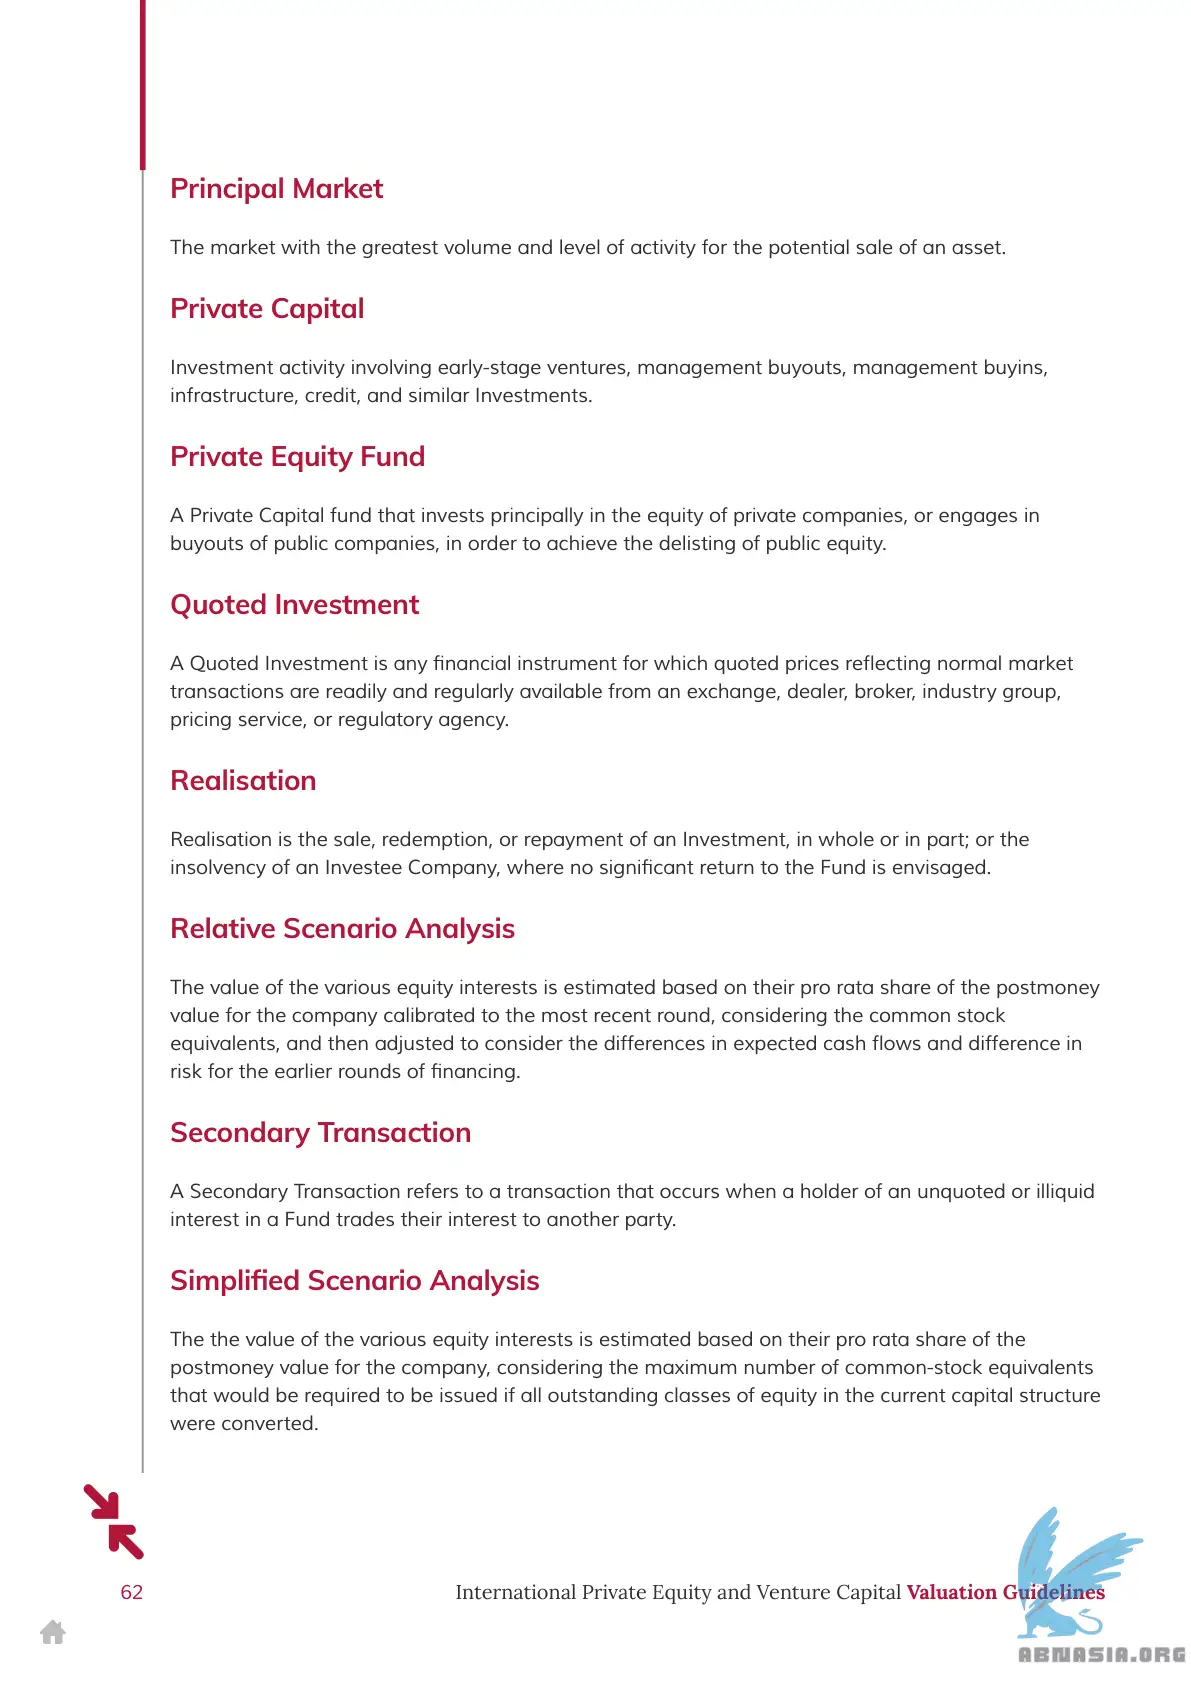 Principal Market
The market with the greatest volume and level of activity for the potential sale of an asset.
Private Capital
Investment activity involving early-stage ventures, management buyouts, management buyins,
infrastructure, credit, and similar Investments.
Private Equity Fund
A Private Capital fund that invests principally in the equity of private companies, or engages in
buyouts of public companies, in order to achieve the delisting of public equity.
Quoted Investment
A Quoted Investment is any financial instrument for which quoted prices reflecting normal market
transactions are readily and regularly available from an exchange, dealer, broker, industry group,
pricing service, or regulatory agency.
Realisation
Realisation is the sale, redemption, or repayment of an Investment, in whole or in part; or the
insolvency of an Investee Company, where no significant return to the Fund is envisaged.
Relative Scenario Analysis
The value of the various equity interests is estimated based on their pro rata share of the postmoney
value for the company calibrated to the most recent round, considering the common stock
equivalents, and then adjusted to consider the differences in expected cash flows and difference in
risk for the earlier rounds of financing.
Secondary Transaction
A Secondary Transaction refers to a transaction that occurs when a holder of an unquoted or illiquid
interest in a Fund trades their interest to another party.
Simplified Scenario Analysis
The the value of the various equity interests is estimated based on their pro rata share of the
postmoney value for the company, considering the maximum number of common-stock equivalents
that would be required to be issued if all outstanding classes of equity in the current capital structure
were converted.
62
International Private Equity and Venture Capital Valuation Guidelines
ABNASIA.ORG